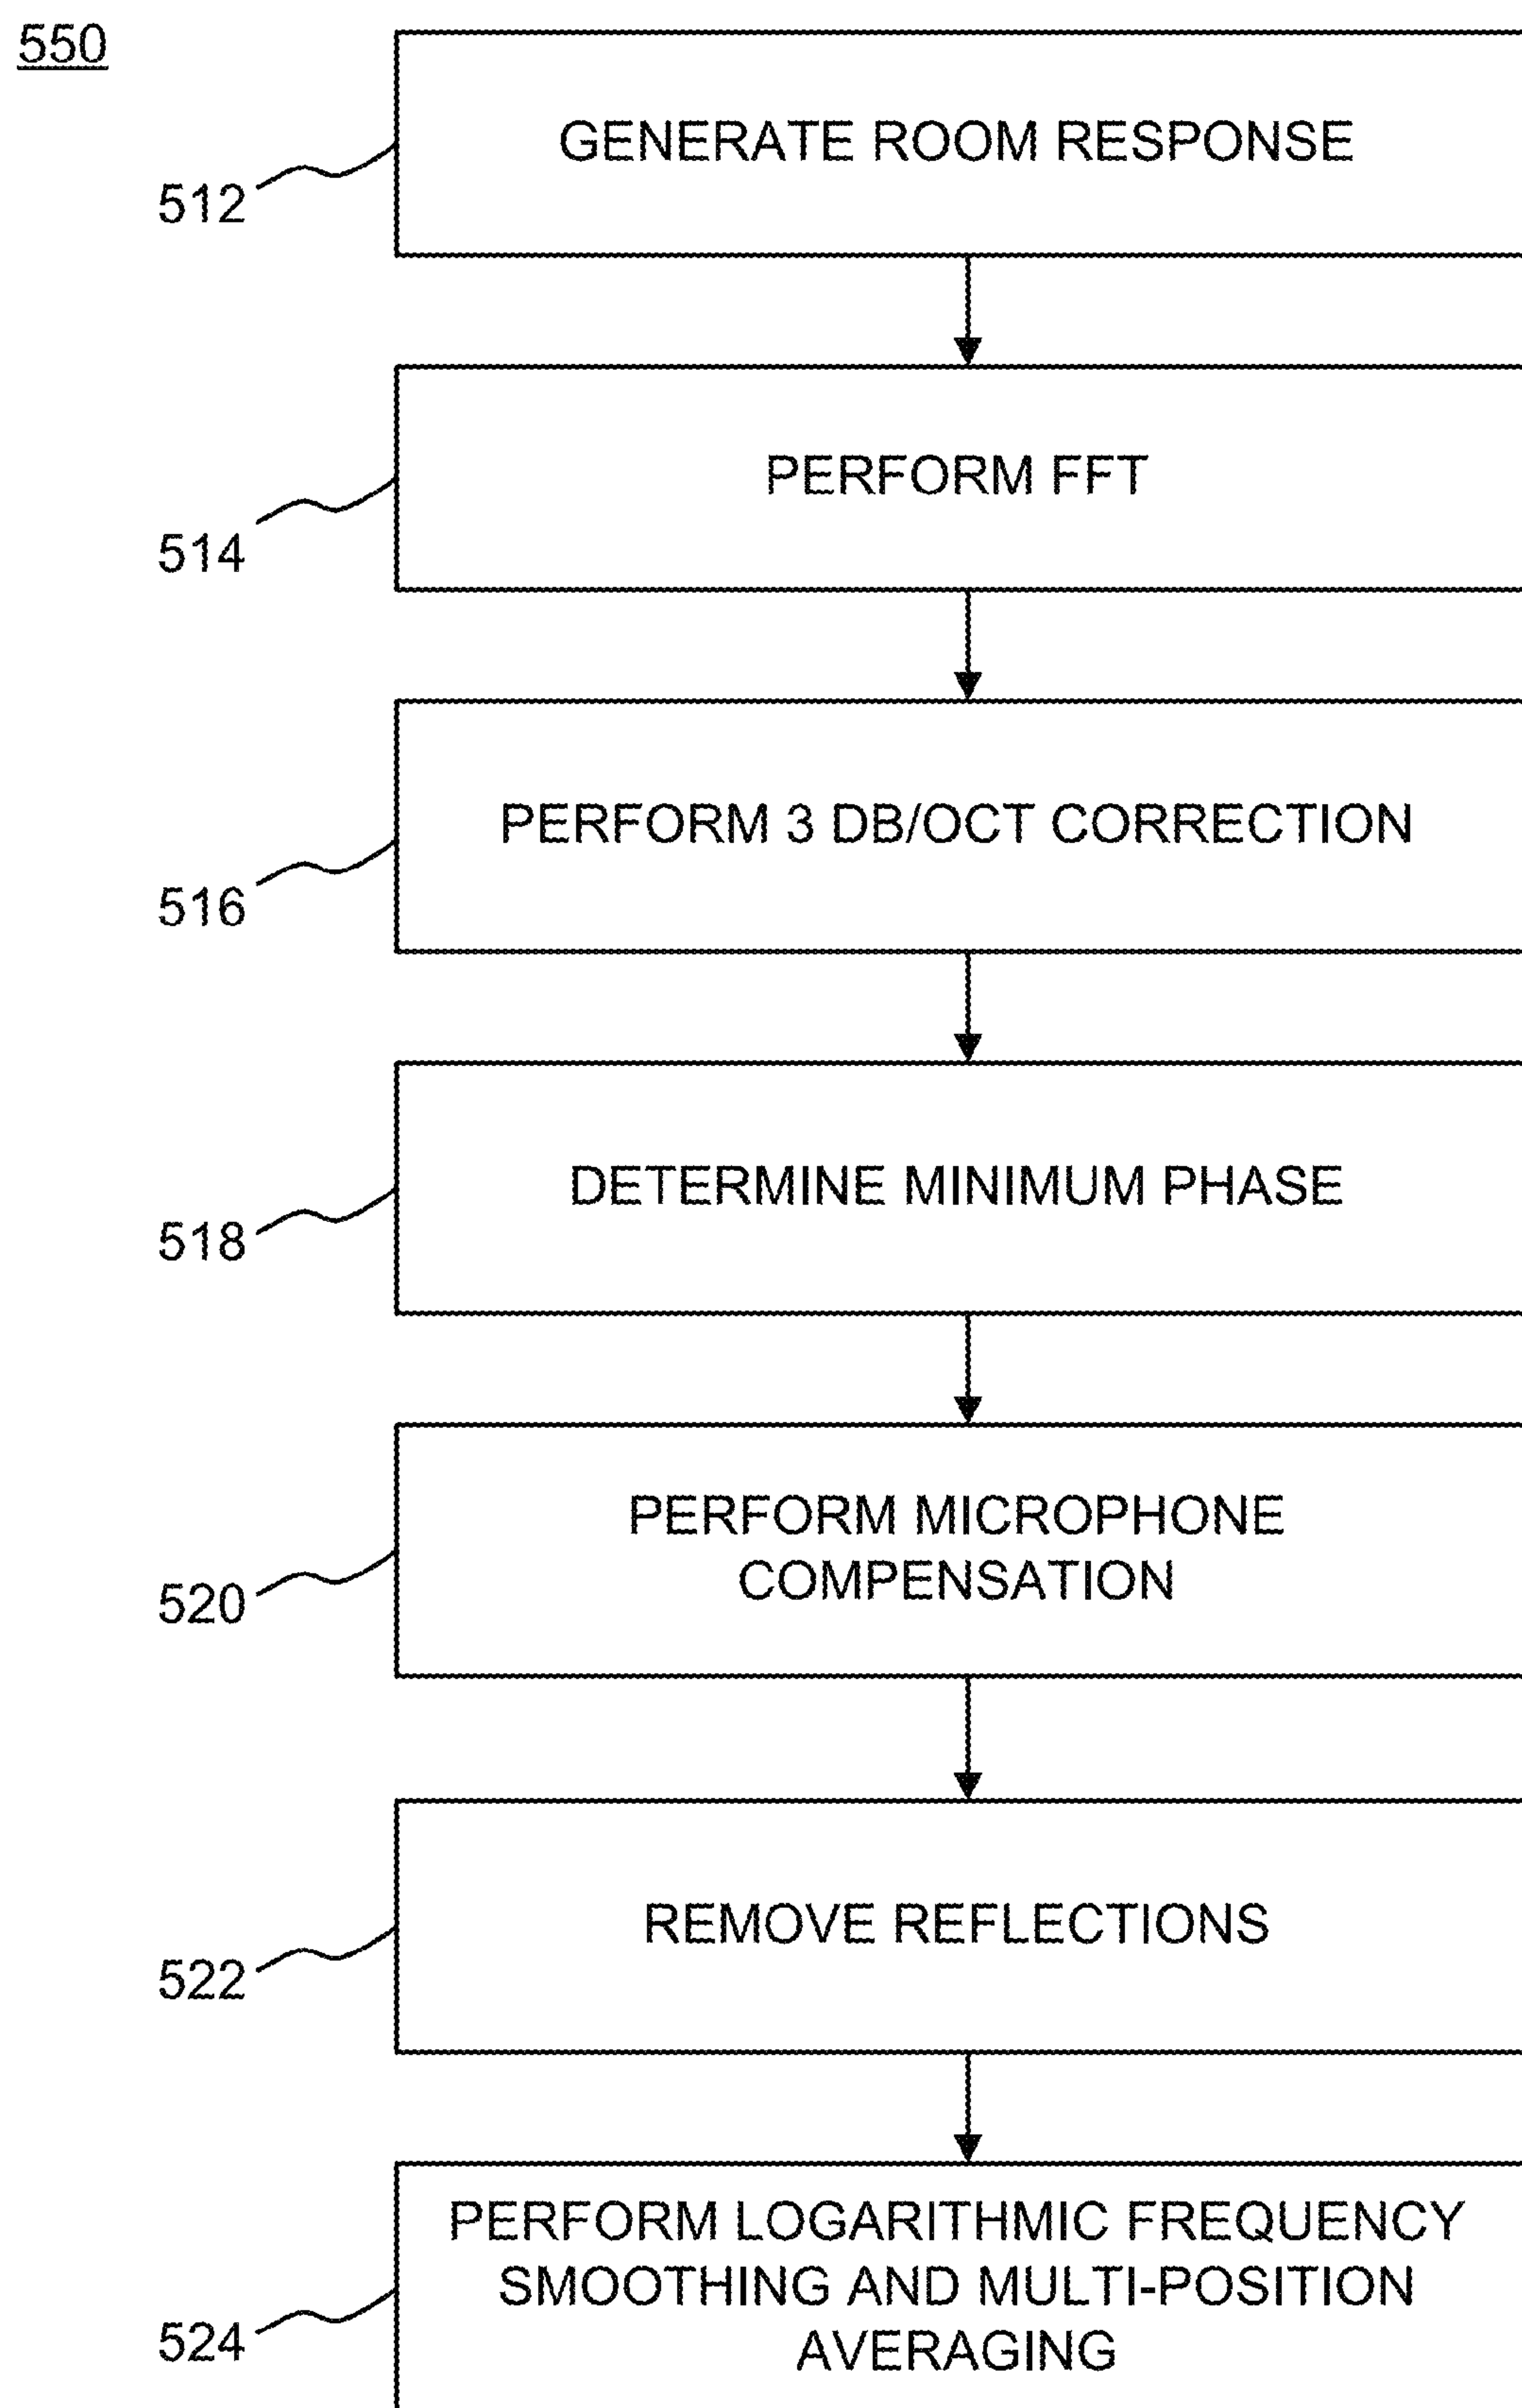 550
GENERATE ROOM RESPONSE
512
PERFORM FFT
514
PERFORM 3 DB/OCT CORRECTION
516
DETERMINE MINIMUM PHASE
518
PERFORM MICROPHONE
COMPENSATION
520
REMOVE REFLECTIONS
522
PERFORM LOGARITHMIC FREQUENCY
SMOOTHING AND MULTI-POSITION
AVERAGING
524